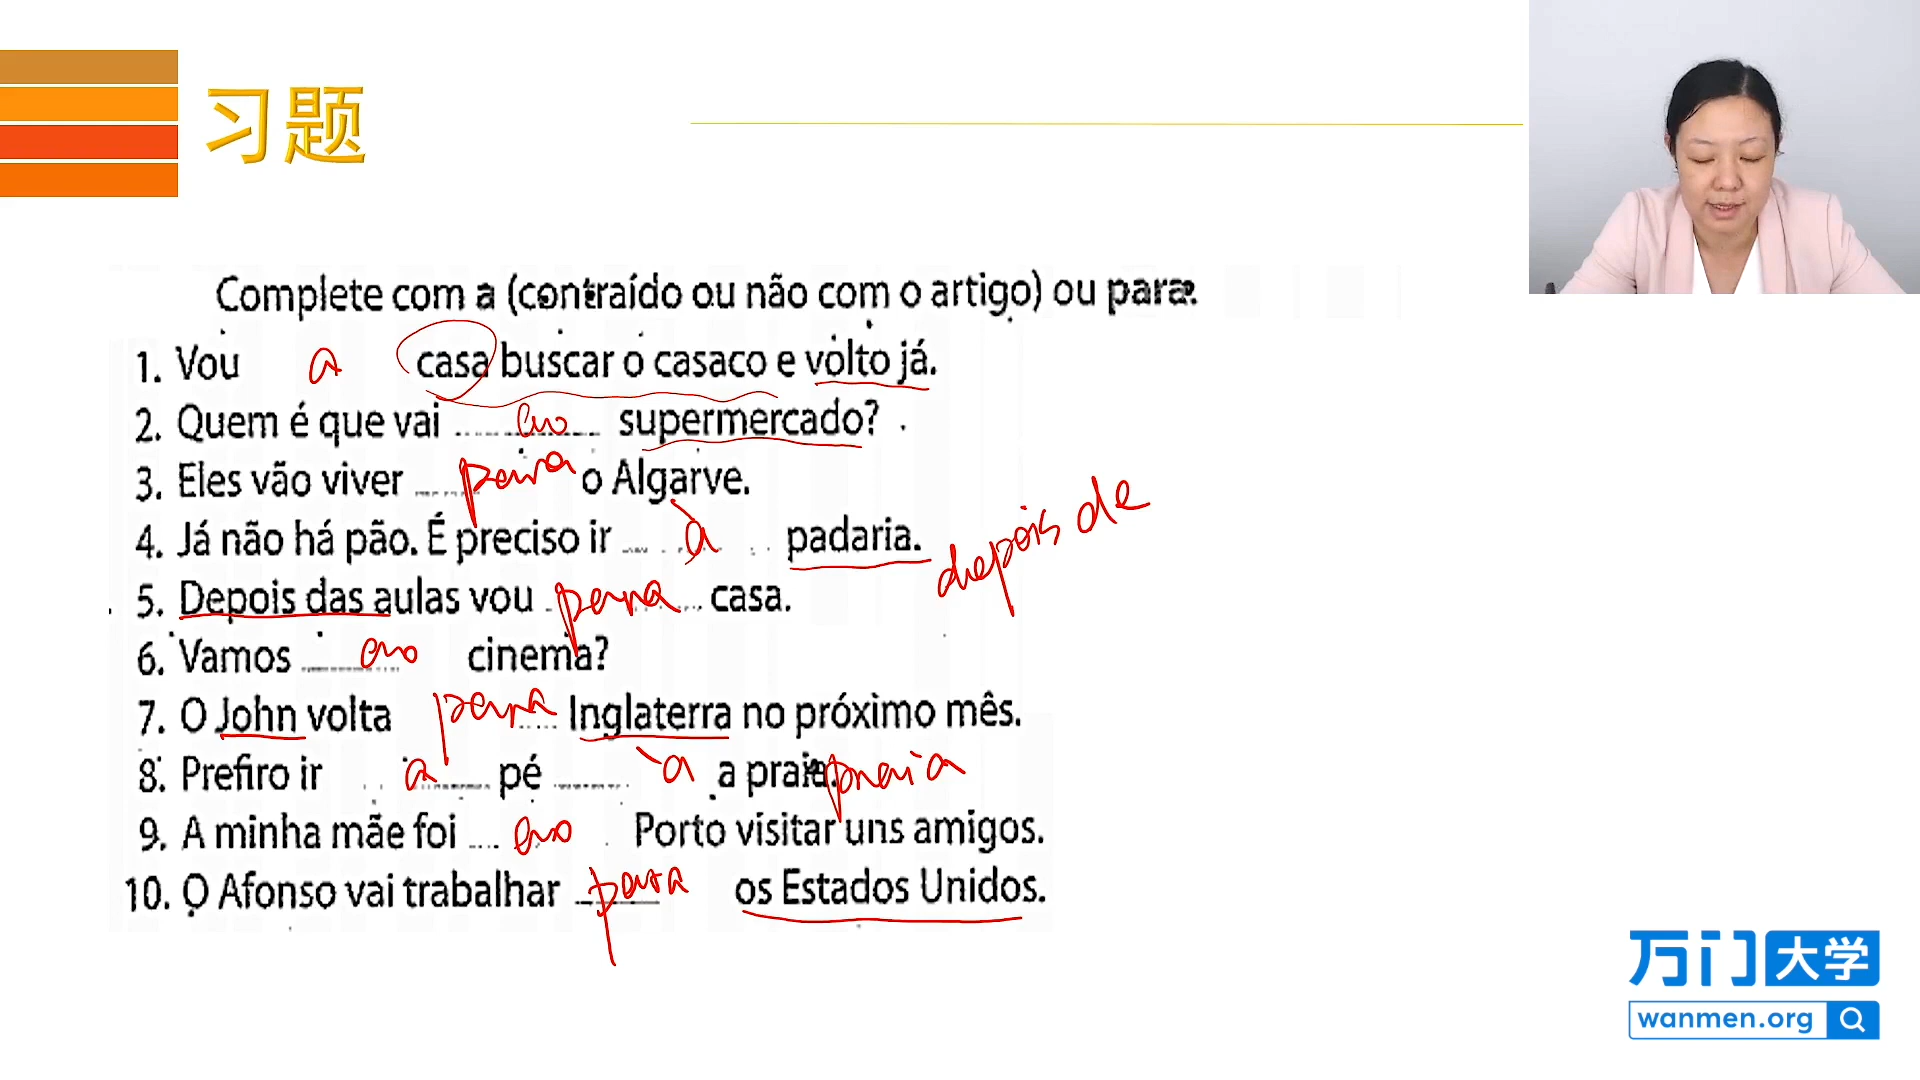 习题
Complete com a (contraído ou não com o artigo) ou para.
1. Vou a casa buscar o casaco e volto já.
2. Quem é que vai ao supermercado?
3. Eles vão viver para o Algarve.
4. Já não há pão. É preciso ir à padaria.
depois de
5. Depois das aulas vou para casa.
6. Vamos ao cinema?
7. O John volta para Inglaterra no próximo mês.
8. Prefiro ir a pé à a praia. praia
9. A minha mãe foi ao Porto visitar uns amigos.
10. O Afonso vai trabalhar para os Estados Unidos.
万门大学
wanmen.org